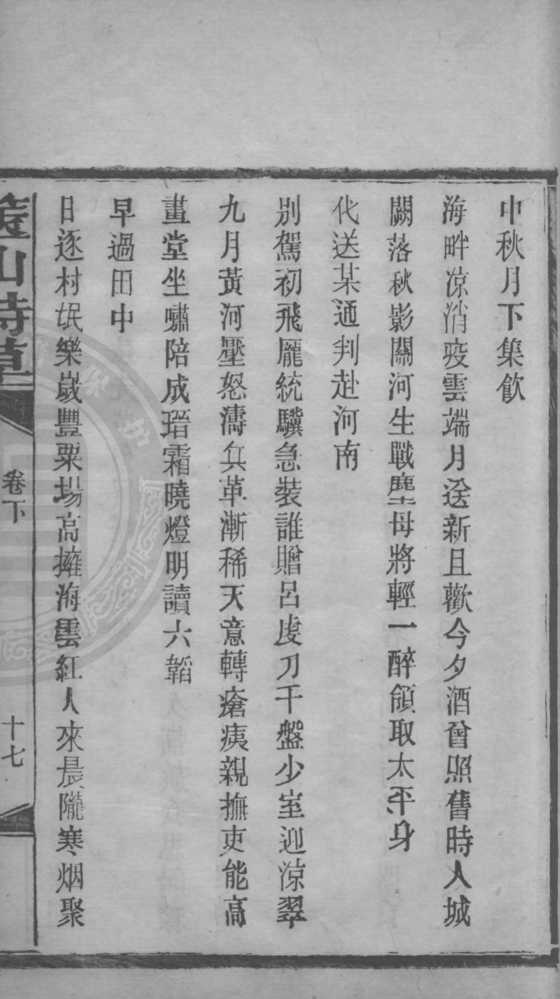 中秋月下集飲
海畔涼消疫雲端月送新且歡今夕酒曾照舊時人城
闕落秋影關河生戰塵毋將輕一醉領取太平身
代送某通判赴河南
別駕初飛龐統驥急裝誰贈呂虔刀千盤少室迎涼翠
九月黃河壓怒濤兵革漸稀天意轉瘡痍親撫吏能高
畫堂坐嘯陪成瑨霜曉燈明讀六韜
早過田中
日逐村氓樂歲豐粟場高擁海雲紅人來晨隴寒烟聚
山詩草
卷下
十七